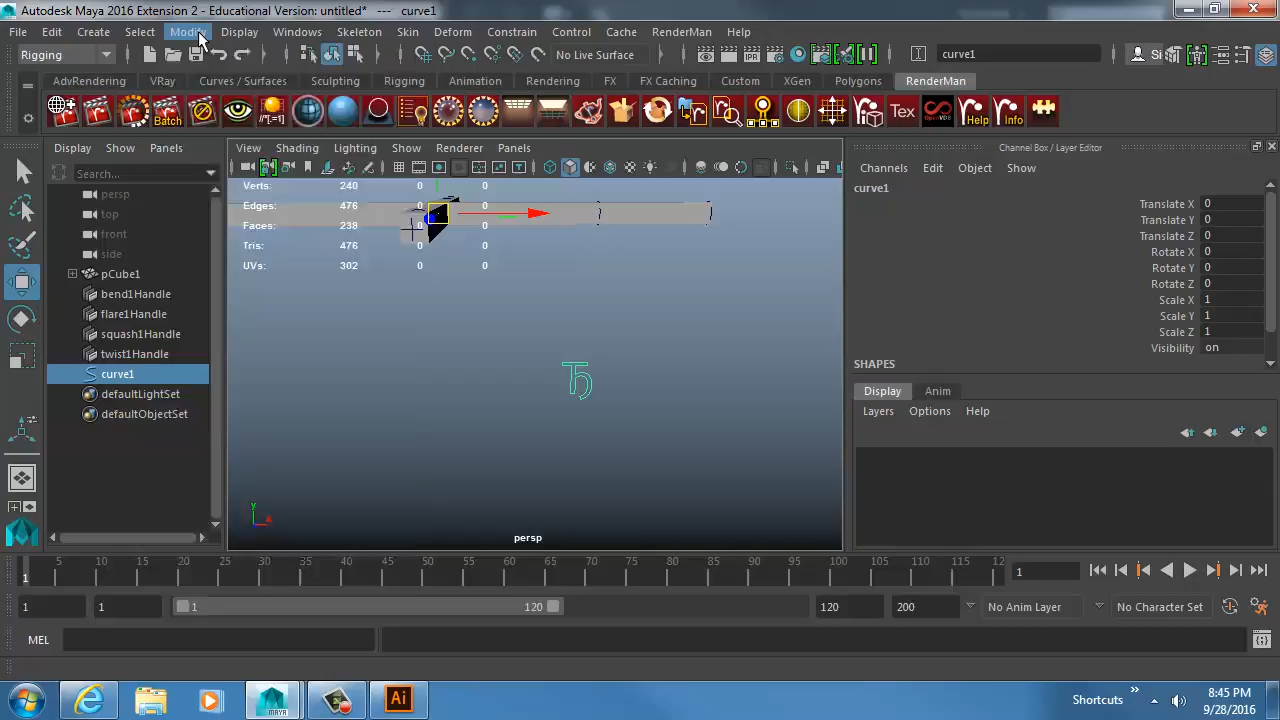 Autodesk Maya 2016 Extension 2 - Educational Version: untitled* --- curve1
File Edit Create Select Modify Display Windows Skeleton Skin Deform Constrain Control Cache RenderMan Help
Rigging No Live Surface curve1 Si
AdvRendering VRay Curves / Surfaces Sculpting Rigging Animation Rendering FX FX Caching Custom XGen Polygons RenderMan
Batch //"[=] Tex OpenVDB Help Info
Display Show Panels View Shading Lighting Show Renderer Panels Channel Box / Layer Editor
Search... Channels Edit Object Show
persp Verts: 240 0 0 curve1
top Edges: 476 0 0 Translate X 0
front Faces: 238 0 0 Translate Y 0
side Tris: 476 0 0 Translate Z 0
pCube1 UVs: 302 0 0 Rotate X 0
bend1Handle Rotate Y 0
flare1Handle Rotate Z 0
squash1Handle Scale X 1
twist1Handle Scale Y 1
curve1 Ђ Scale Z 1
defaultLightSet Visibility on
defaultObjectSet SHAPES
Display Anim
Layers Options Help
y x
persp
5 10 15 20 25 30 35 40 45 50 55 60 65 70 75 80 85 90 95 100 105 110 115 12
1 1
1 1 1 120 120 200 No Anim Layer No Character Set
MEL
Ai MAYA Shortcuts 8:45 PM
9/28/2016